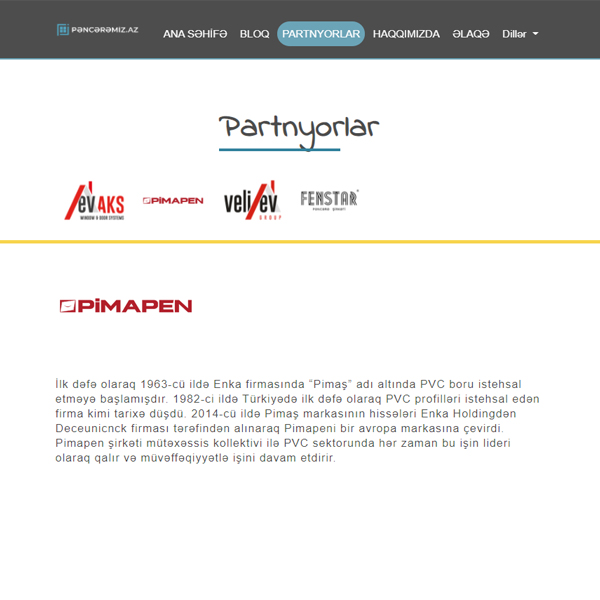 PƏNCƏRƏMIZ.AZ ANA SƏHİFƏ BLOQ PARTNYORLAR HAQQIMIZDA ƏLAQƏ Dillər
Partnyorlar
ev AKS PiMAPEN veli ev FENSTAR
WINDOW & DOOR SYSTEMS GROUP
PiMAPEN
İlk dəfə olaraq 1963-cü ildə Enka firmasında “Pimaş” adı altında PVC boru istehsal
etməyə başlamışdır. 1982-ci ildə Türkiyədə ilk dəfə olaraq PVC profilləri istehsal edən
firma kimi tarixə düşdü. 2014-cü ildə Pimaş markasının hissələri Enka Holdingdən
Deceunicnck firması tərəfindən alınaraq Pimapeni bir avropa markasına çevirdi.
Pimapen şirkəti mütəxəssis kollektivi ilə PVC sektorunda hər zaman bu işin lideri
olaraq qalır və müvəffəqiyyətlə işini davam etdirir.